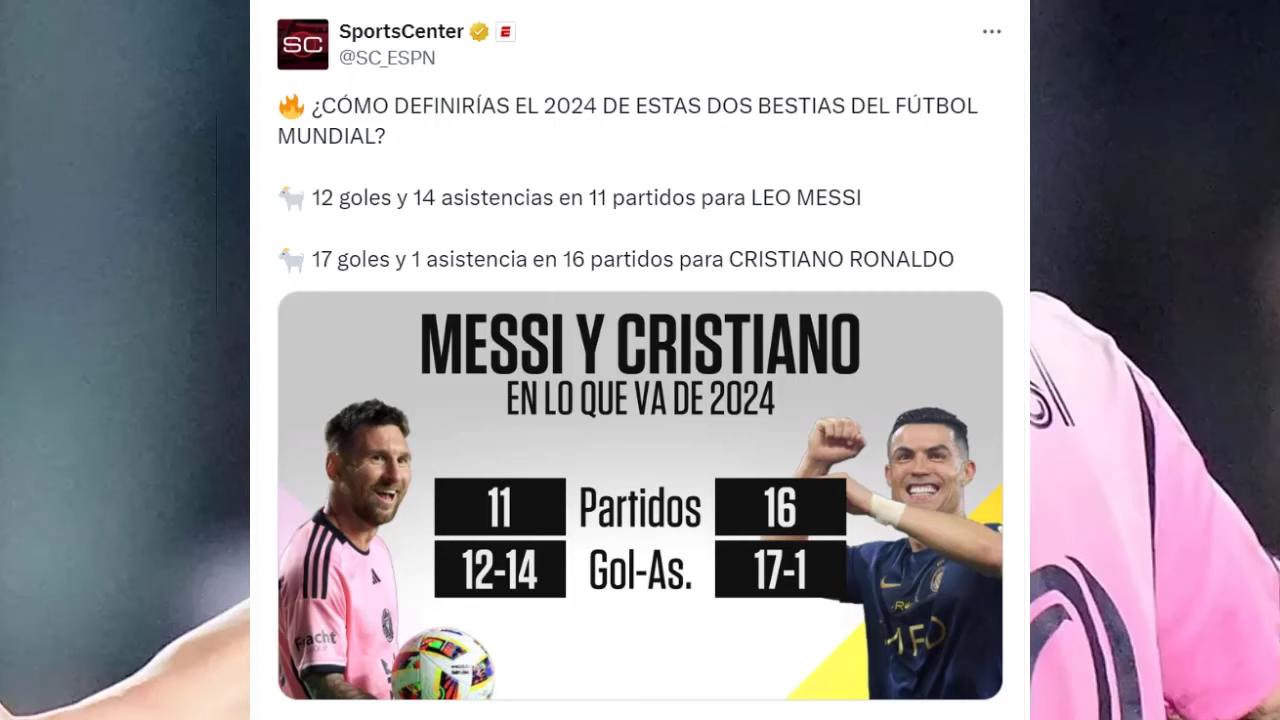 SC
SportsCenter
@SC_ESPN
¿CÓMO DEFINIRÍAS EL 2024 DE ESTAS DOS BESTIAS DEL FÚTBOL
MUNDIAL?
12 goles y 14 asistencias en 11 partidos para LEO MESSI
17 goles y 1 asistencia en 16 partidos para CRISTIANO RONALDO
MESSI Y CRISTIANO
EN LO QUE VA DE 2024
11 Partidos 16
12-14 Gol-As. 17-1